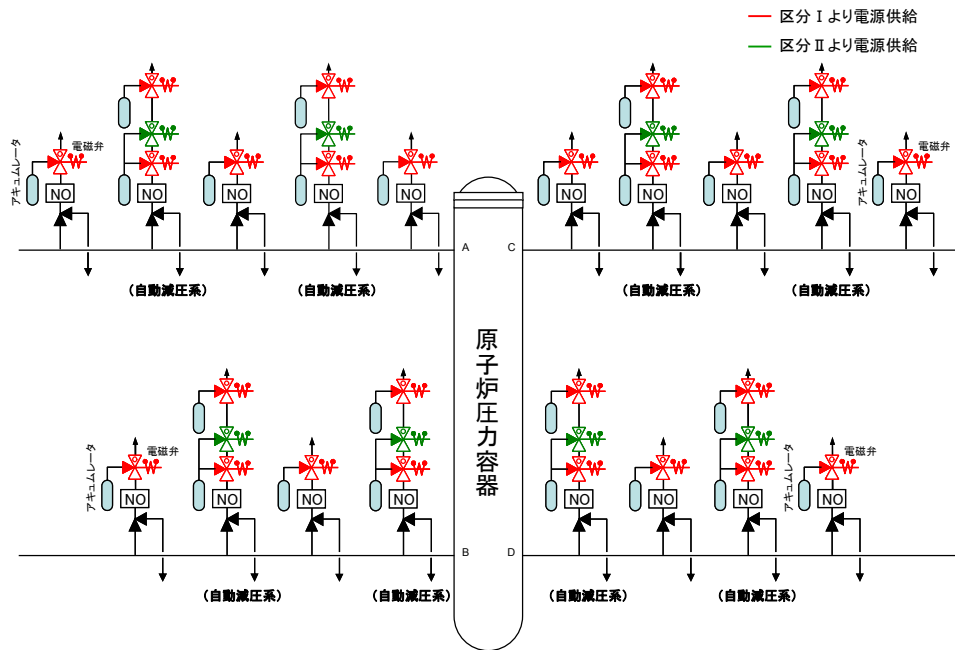 区分Ⅰより電源供給
区分Ⅱより電源供給
アキュムレータ
電磁弁
アキュムレータ
電磁弁
NO
NO
NO
NO
NO
NO
NO
NO
NO
NO
A
C
(自動減圧系)
(自動減圧系)
(自動減圧系)
(自動減圧系)
原子炉圧力容器
アキュムレータ
電磁弁
アキュムレータ
電磁弁
NO
NO
NO
NO
NO
NO
NO
NO
B
D
(自動減圧系)
(自動減圧系)
(自動減圧系)
(自動減圧系)